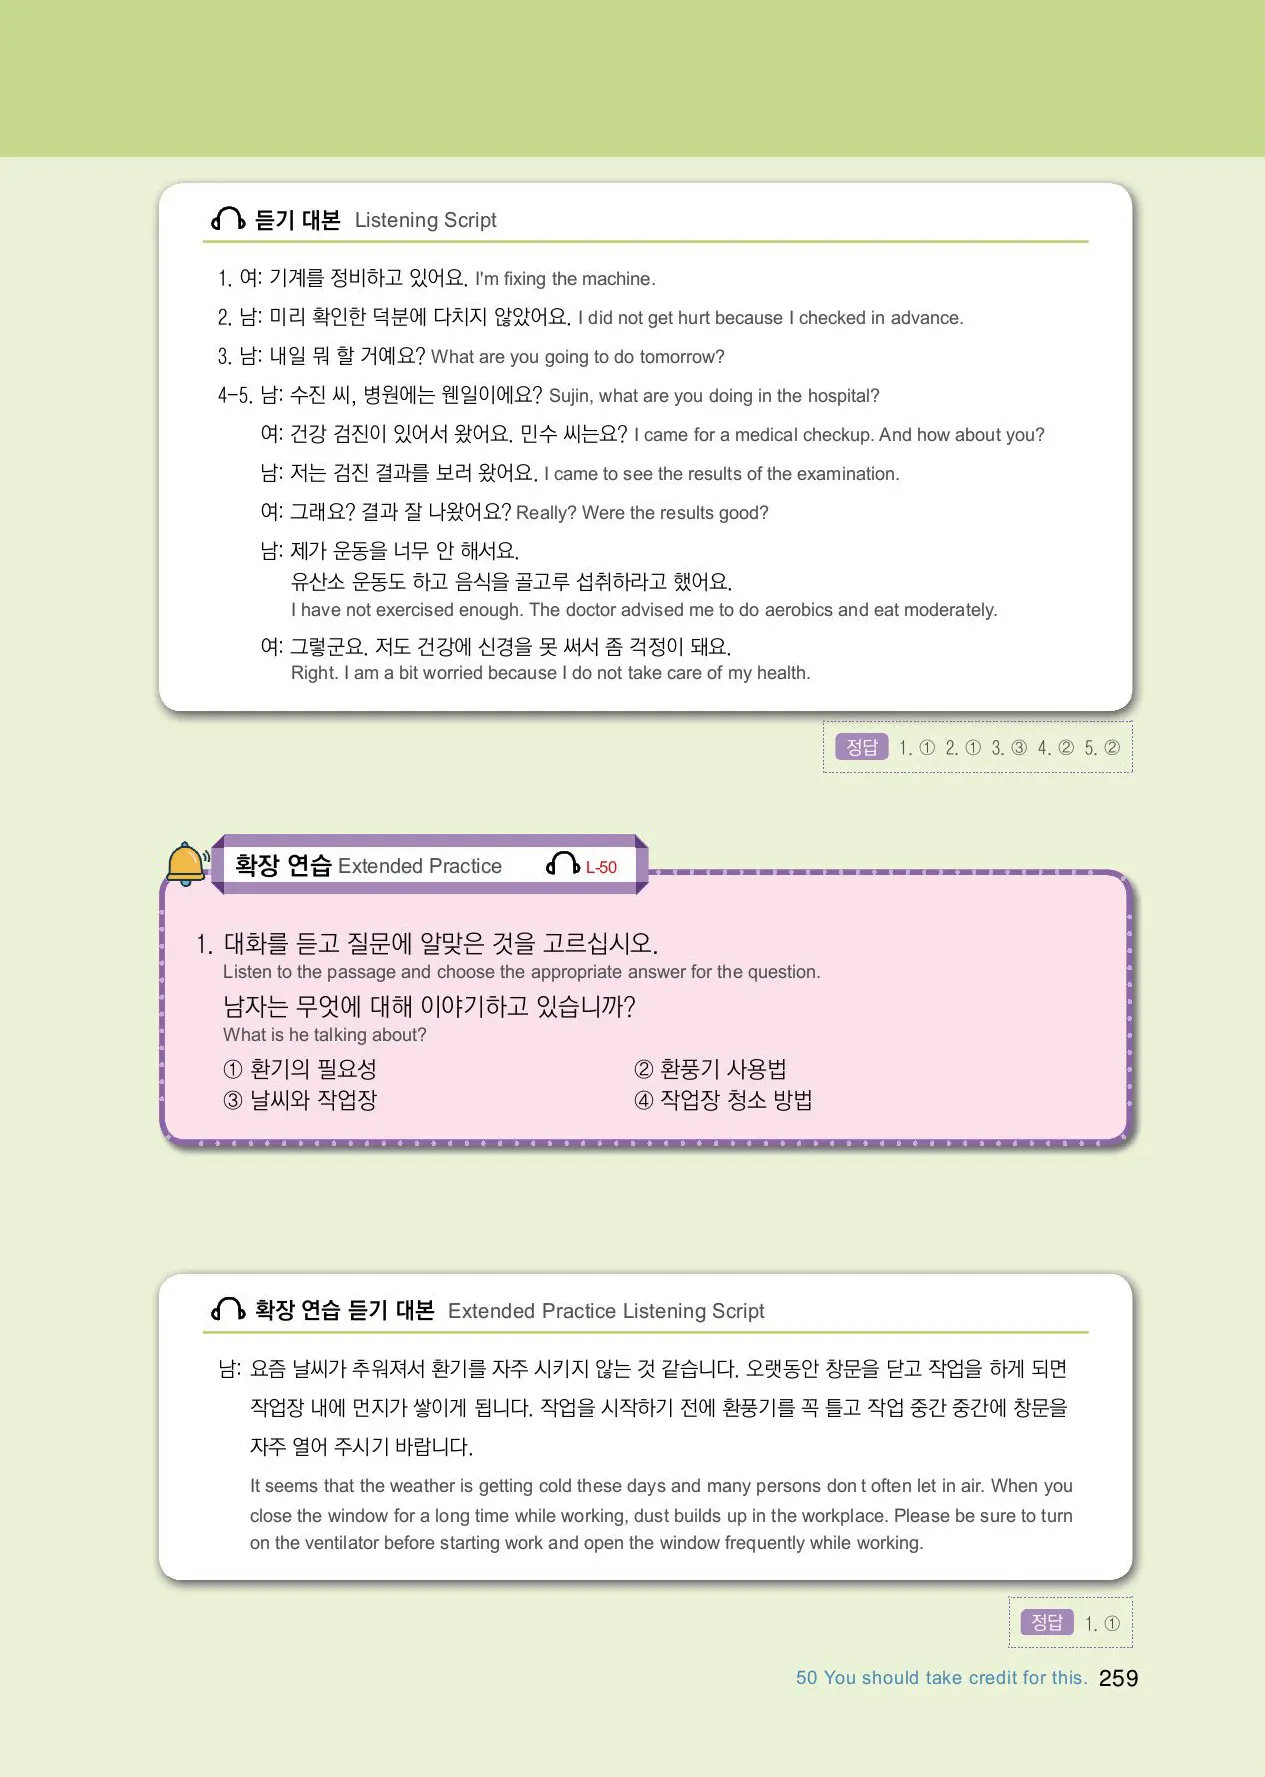 듣기 대본 Listening Script
1. 여: 기계를 정비하고 있어요. I'm fixing the machine.
2. 남: 미리 확인한 덕분에 다치지 않았어요. I did not get hurt because I checked in advance.
3. 남: 내일 뭐 할 거예요? What are you going to do tomorrow?
4-5. 남: 수진 씨, 병원에는 웬일이에요? Sujin, what are you doing in the hospital?
여: 건강 검진이 있어서 왔어요. 민수 씨는요? I came for a medical checkup. And how about you?
남: 저는 검진 결과를 보러 왔어요. I came to see the results of the examination.
여: 그래요? 결과 잘 나왔어요? Really? Were the results good?
남: 제가 운동을 너무 안 해서요.
유산소 운동도 하고 음식을 골고루 섭취하라고 했어요.
I have not exercised enough. The doctor advised me to do aerobics and eat moderately.
여: 그렇군요. 저도 건강에 신경을 못 써서 좀 걱정이 돼요.
Right. I am a bit worried because I do not take care of my health.
정답 1. ① 2. ① 3. ③ 4. ② 5. ②
확장 연습 Extended Practice L-50
1. 대화를 듣고 질문에 알맞은 것을 고르십시오.
Listen to the passage and choose the appropriate answer for the question.
남자는 무엇에 대해 이야기하고 있습니까?
What is he talking about?
① 환기의 필요성 ② 환풍기 사용법
③ 날씨와 작업장 ④ 작업장 청소 방법
확장 연습 듣기 대본 Extended Practice Listening Script
남: 요즘 날씨가 추워져서 환기를 자주 시키지 않는 것 같습니다. 오랫동안 창문을 닫고 작업을 하게 되면
작업장 내에 먼지가 쌓이게 됩니다. 작업을 시작하기 전에 환풍기를 꼭 틀고 작업 중간 중간에 창문을
자주 열어 주시기 바랍니다.
It seems that the weather is getting cold these days and many persons don t often let in air. When you
close the window for a long time while working, dust builds up in the workplace. Please be sure to turn
on the ventilator before starting work and open the window frequently while working.
정답 1. ①
50 You should take credit for this. 259